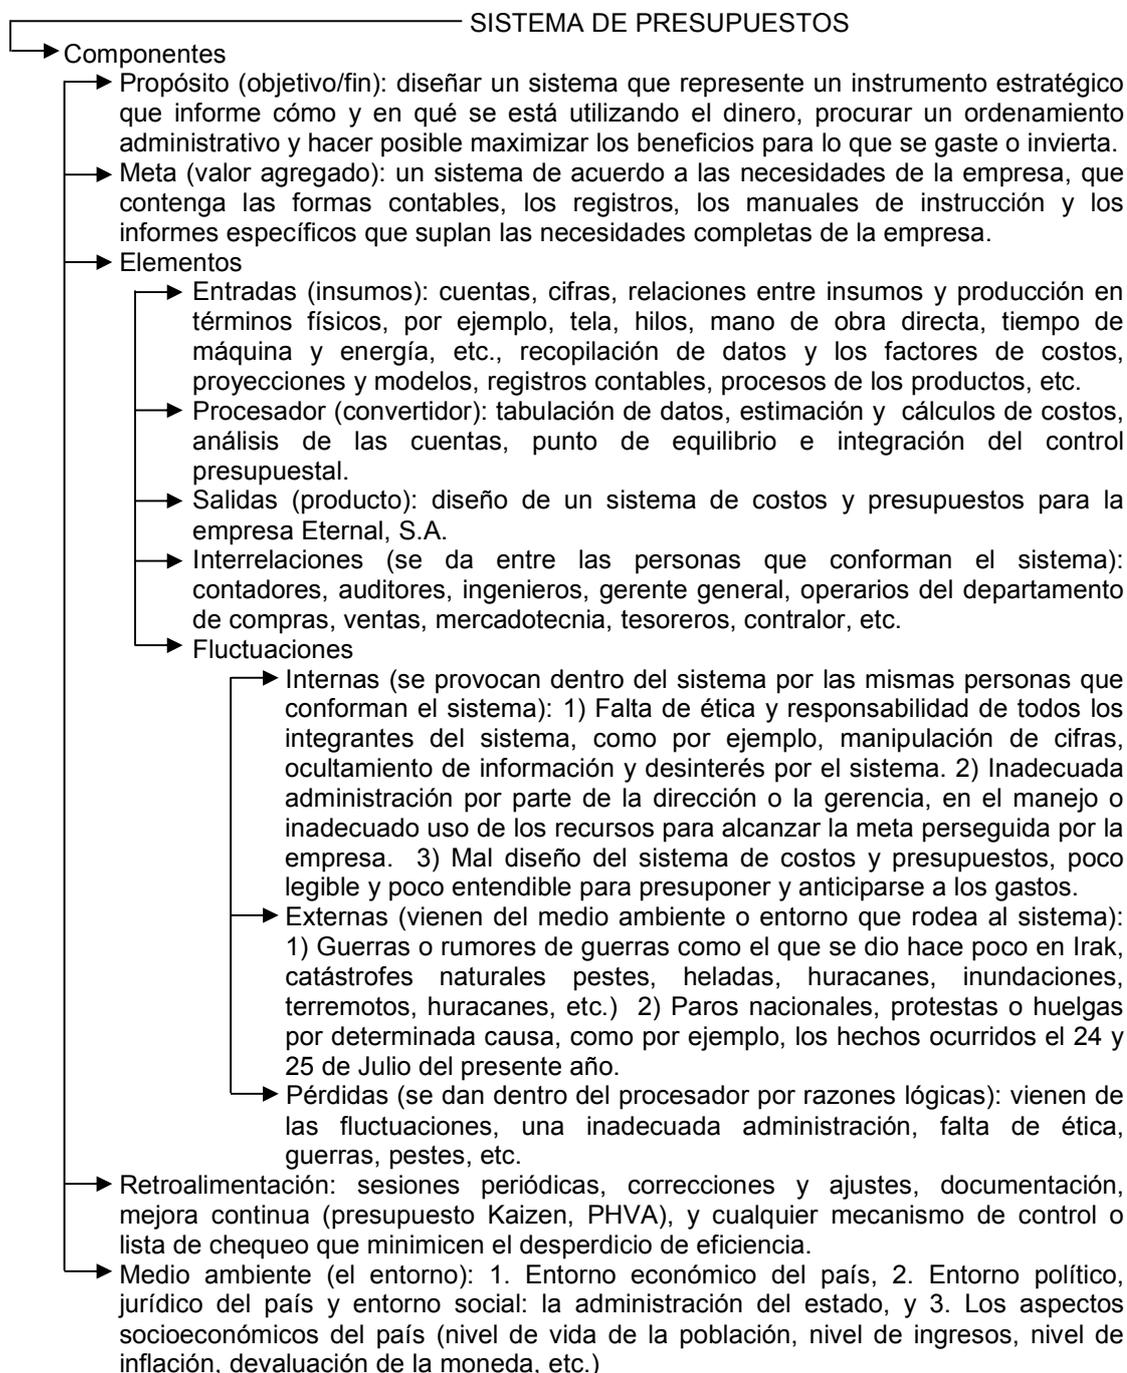 SISTEMA DE PRESUPUESTOS
Componentes
Propósito (objetivo/fin): diseñar un sistema que represente un instrumento estratégico
que informe cómo y en qué se está utilizando el dinero, procurar un ordenamiento
administrativo y hacer posible maximizar los beneficios para lo que se gaste o invierta.
Meta (valor agregado): un sistema de acuerdo a las necesidades de la empresa, que
contenga las formas contables, los registros, los manuales de instrucción y los
informes específicos que suplan las necesidades completas de la empresa.
Elementos
Entradas (insumos): cuentas, cifras, relaciones entre insumos y producción en
términos físicos, por ejemplo, tela, hilos, mano de obra directa, tiempo de
máquina y energía, etc., recopilación de datos y los factores de costos,
proyecciones y modelos, registros contables, procesos de los productos, etc.
Procesador (convertidor): tabulación de datos, estimación y cálculos de costos,
análisis de las cuentas, punto de equilibrio e integración del control
presupuestal.
Salidas (producto): diseño de un sistema de costos y presupuestos para la
empresa Eternal, S.A.
Interrelaciones (se da entre las personas que conforman el sistema):
contadores, auditores, ingenieros, gerente general, operarios del departamento
de compras, ventas, mercadotecnia, tesoreros, contralor, etc.
Fluctuaciones
Internas (se provocan dentro del sistema por las mismas personas que
conforman el sistema): 1) Falta de ética y responsabilidad de todos los
integrantes del sistema, como por ejemplo, manipulación de cifras,
ocultamiento de información y desinterés por el sistema. 2) Inadecuada
administración por parte de la dirección o la gerencia, en el manejo o
inadecuado uso de los recursos para alcanzar la meta perseguida por la
empresa. 3) Mal diseño del sistema de costos y presupuestos, poco
legible y poco entendible para presuponer y anticiparse a los gastos.
Externas (vienen del medio ambiente o entorno que rodea al sistema):
1) Guerras o rumores de guerras como el que se dio hace poco en Irak,
catástrofes naturales pestes, heladas, huracanes, inundaciones,
terremotos, huracanes, etc.) 2) Paros nacionales, protestas o huelgas
por determinada causa, como por ejemplo, los hechos ocurridos el 24 y
25 de Julio del presente año.
Pérdidas (se dan dentro del procesador por razones lógicas): vienen de
las fluctuaciones, una inadecuada administración, falta de ética,
guerras, pestes, etc.
Retroalimentación: sesiones periódicas, correcciones y ajustes, documentación,
mejora continua (presupuesto Kaizen, PHVA), y cualquier mecanismo de control o
lista de chequeo que minimicen el desperdicio de eficiencia.
Medio ambiente (el entorno): 1. Entorno económico del país, 2. Entorno político,
jurídico del país y entorno social: la administración del estado, y 3. Los aspectos
socioeconómicos del país (nivel de vida de la población, nivel de ingresos, nivel de
inflación, devaluación de la moneda, etc.)